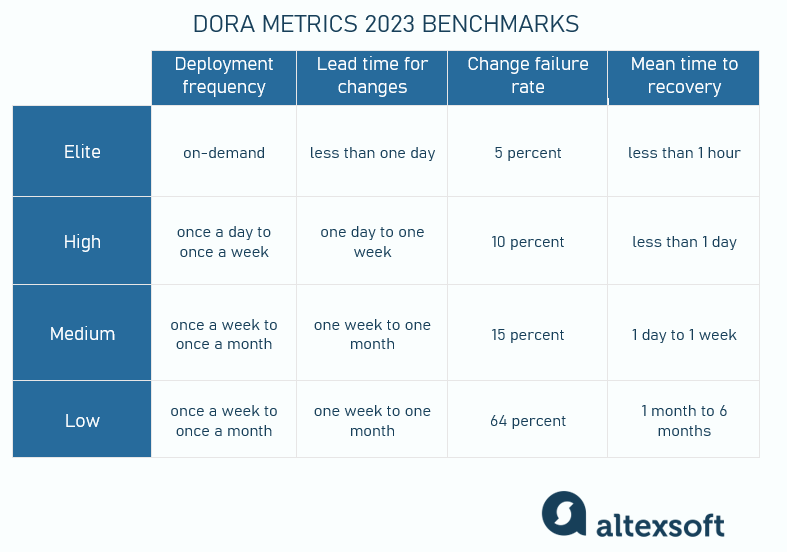 DORA METRICS 2023 BENCHMARKS
Deployment frequency
Lead time for changes
Change failure rate
Mean time to recovery
Elite
on-demand
less than one day
5 percent
less than 1 hour
High
once a day to
once a week
one day to one
week
10 percent
less than 1 day
Medium
once a week to
once a month
one week to one
month
15 percent
1 day to 1 week
Low
once a week to
once a month
one week to one
month
64 percent
1 month to 6
months
altexsoft